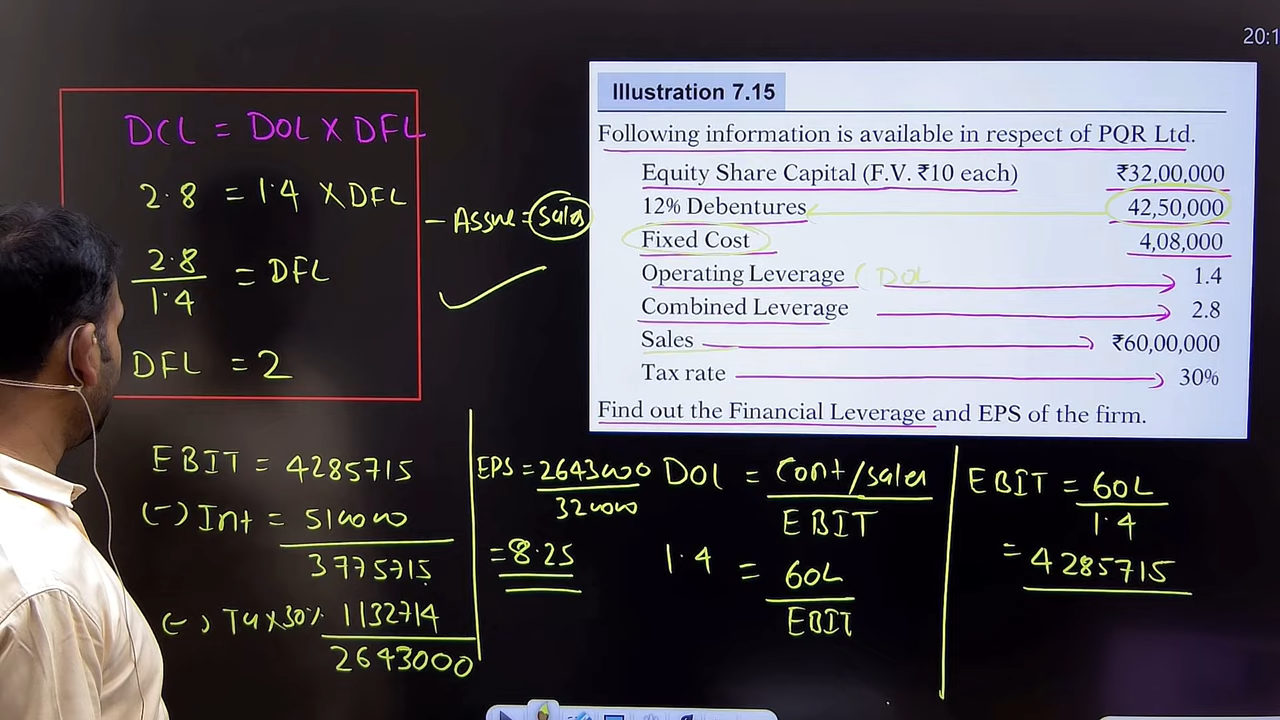 20:1
DCL = DOL X DFL
2.8 = 1.4 X DFL
2.8 / 1.4 = DFL
DFL = 2
- Assume = Sales
Illustration 7.15
Following information is available in respect of PQR Ltd.
Equity Share Capital (F.V. ₹10 each) ₹32,00,000
12% Debentures 42,50,000
Fixed Cost 4,08,000
Operating Leverage ( DOL 1.4
Combined Leverage 2.8
Sales ₹60,00,000
Tax rate 30%
Find out the Financial Leverage and EPS of the firm.
EBIT = 4285715
(-) Int = 510000
3775715
(-) Tax 30% 1132714
2643000
EPS = 2643000 / 320000
= 8.25
DOL = Cont/sales / EBIT
1.4 = 60L / EBIT
EBIT = 60L / 1.4
= 4285715